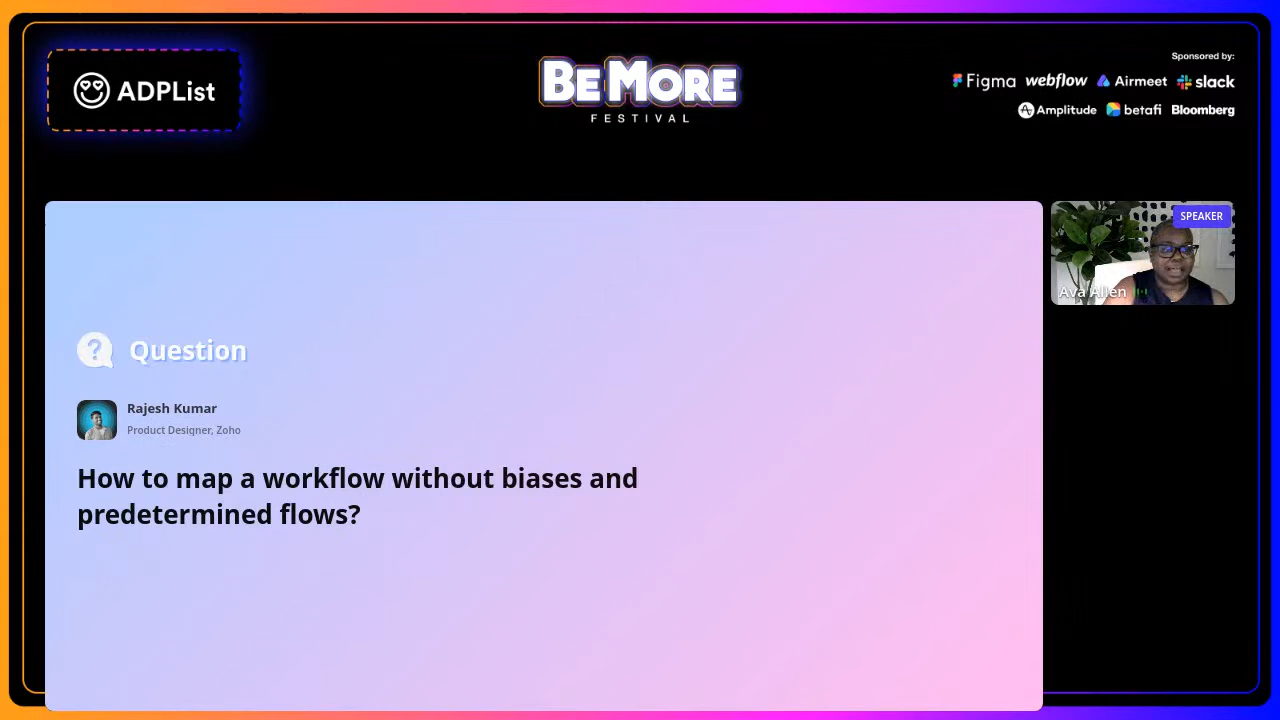 ADPList
BE MORE
FESTIVAL
Sponsored by:
Figma webflow Airmeet slack
Amplitude betafi Bloomberg
SPEAKER
Ava Allen
Question
Rajesh Kumar
Product Designer, Zoho
How to map a workflow without biases and
predetermined flows?